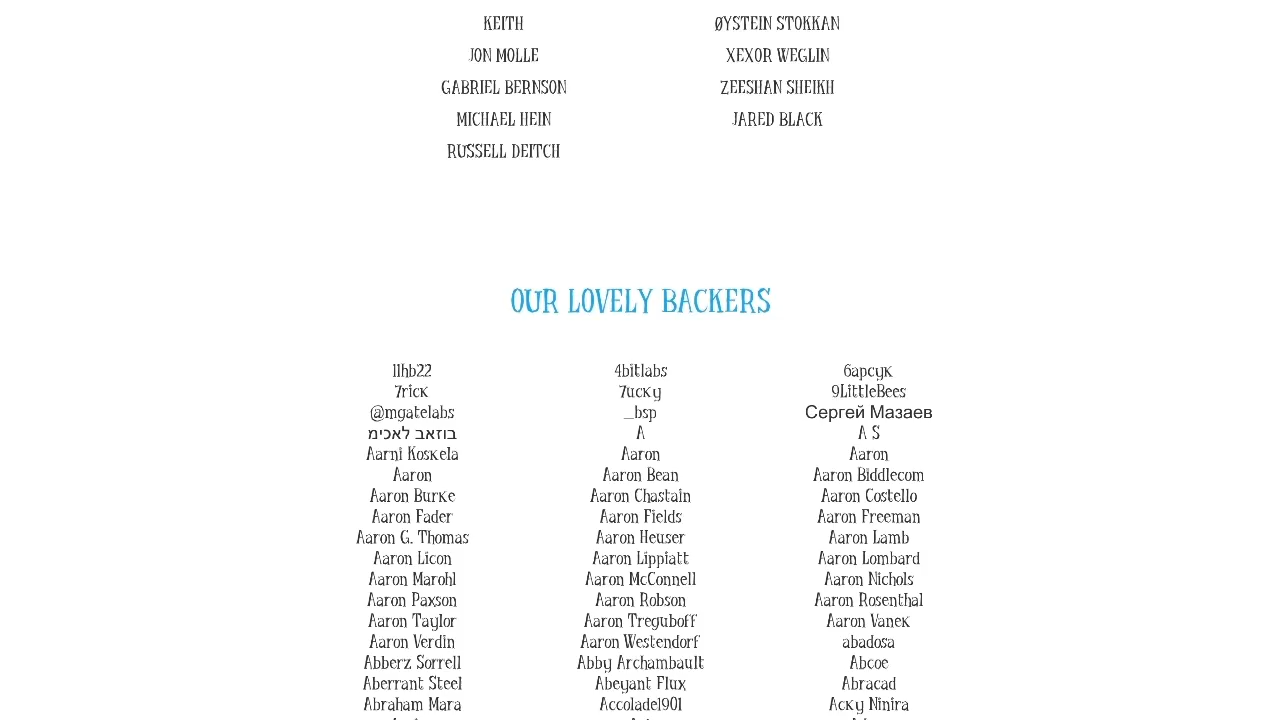 KEITH
ØYSTEIN STOKKAN
JON MOLLE
XEXOR WEGLIN
GABRIEL BERNSON
ZEESHAN SHEIKH
MICHAEL HEIN
JARED BLACK
RUSSELL DEITCH
OUR LOVELY BACKERS
11hb22
4bitlabs
6apcyk
7rick
7ucky
9LittleBees
@mgatelabs
_bsp
Сергей Мазаев
בוזאב לאכימ
A
A S
Aarni Koskela
Aaron
Aaron
Aaron
Aaron Bean
Aaron Biddlecom
Aaron Burke
Aaron Chastain
Aaron Costello
Aaron Fader
Aaron Fields
Aaron Freeman
Aaron G. Thomas
Aaron Heuser
Aaron Lamb
Aaron Licon
Aaron Lippiatt
Aaron Lombard
Aaron Marohl
Aaron McConnell
Aaron Nichols
Aaron Paxson
Aaron Robson
Aaron Rosenthal
Aaron Taylor
Aaron Treguboff
Aaron Vanek
Aaron Verdin
Aaron Westendorf
abadosa
Abberz Sorrell
Abby Archambault
Abcoe
Aberrant Steel
Abeyant Flux
Abracad
Abraham Mara
Accolade1901
Acky Ninira